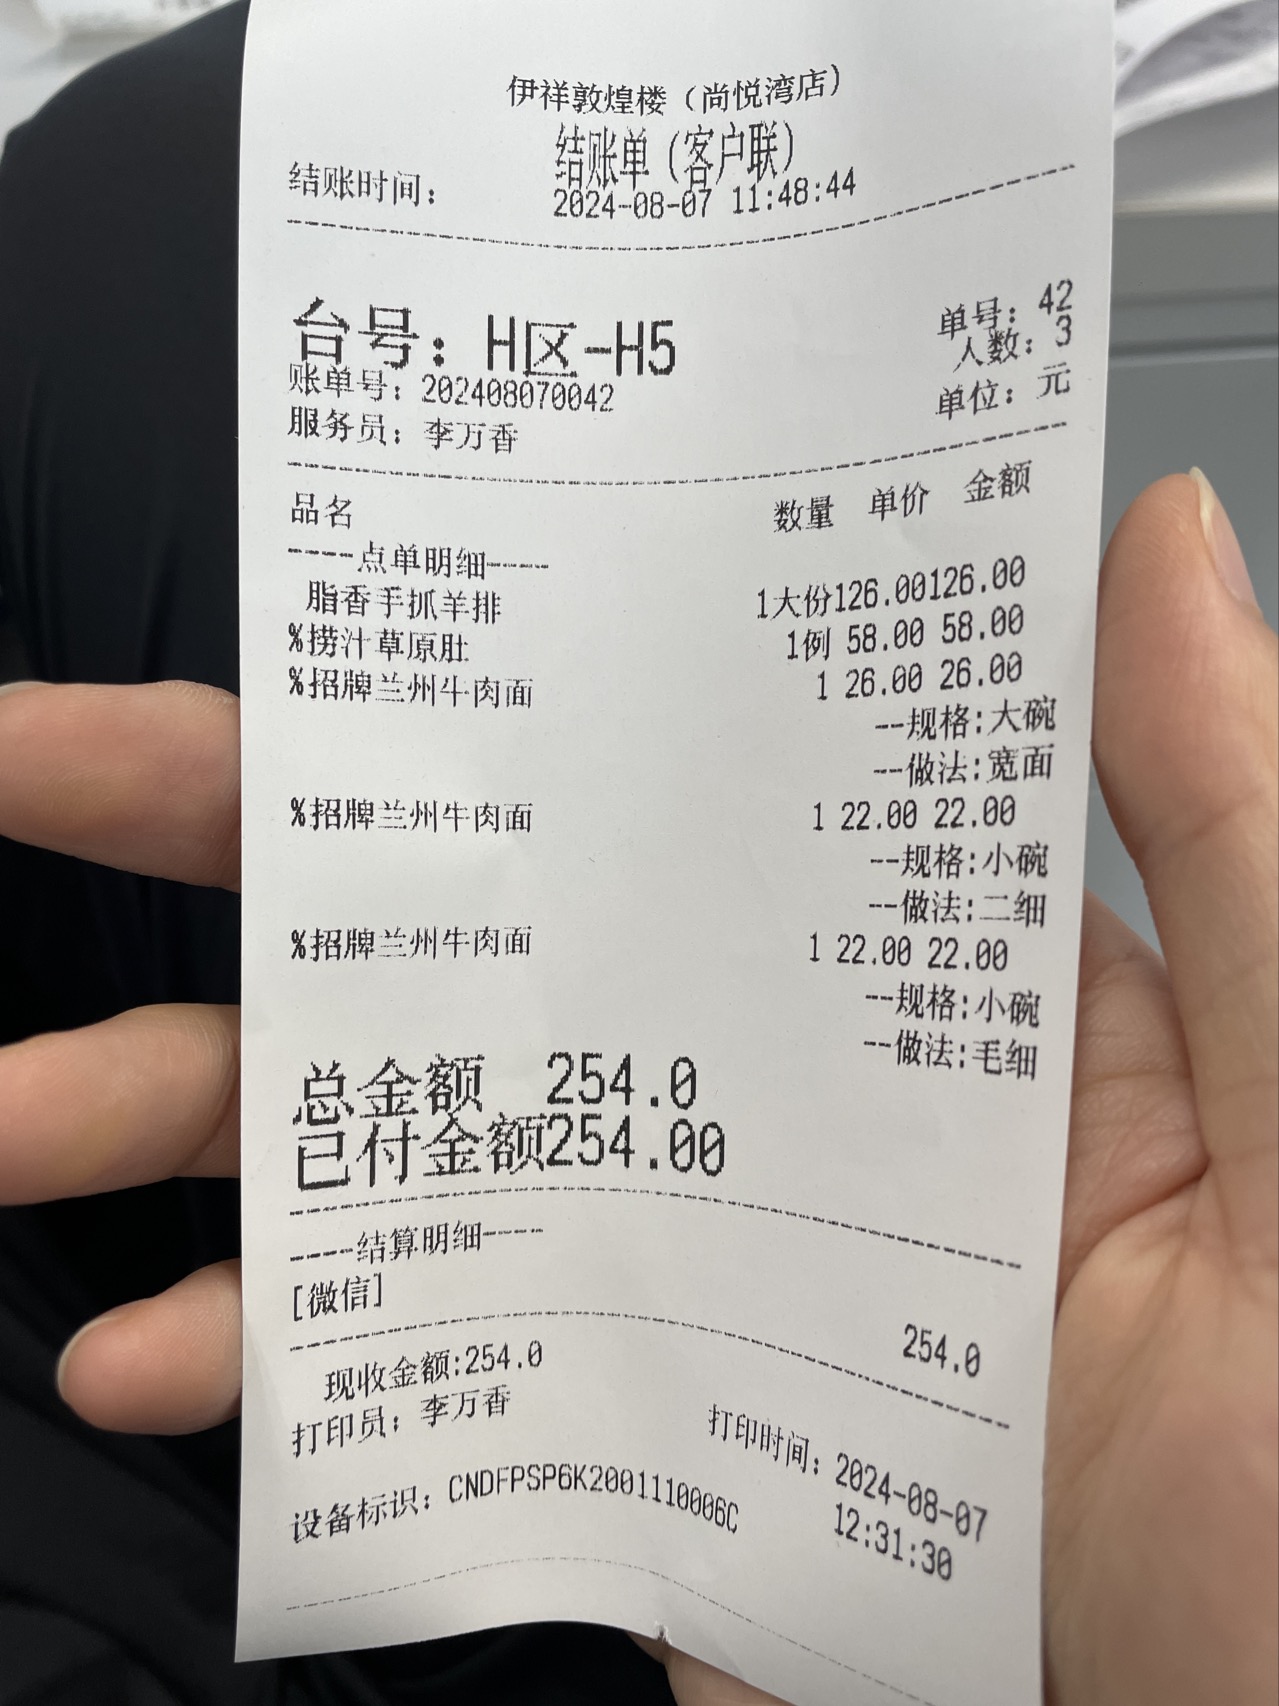 伊祥敦煌楼（尚悦湾店）
结账单（客户联）
结账时间： 2024-08-07 11:48:44
台号：H区-H5 单号：42
人数：3
账单号：202408070042 单位：元
服务员：李万香
品名 数量 单价 金额
----点单明细----
脂香手抓羊排 1大份126.00126.00
%捞汁草原肚 1例 58.00 58.00
%招牌兰州牛肉面 1 26.00 26.00
--规格:大碗
--做法:宽面
%招牌兰州牛肉面 1 22.00 22.00
--规格:小碗
--做法:二细
%招牌兰州牛肉面 1 22.00 22.00
--规格:小碗
--做法:毛细
总金额 254.0
已付金额254.00
----结算明细----
[微信] 254.0
现收金额:254.0
打印员：李万香 打印时间：2024-08-07
12:31:30
设备标识：CNDFPSP6K2001110006C